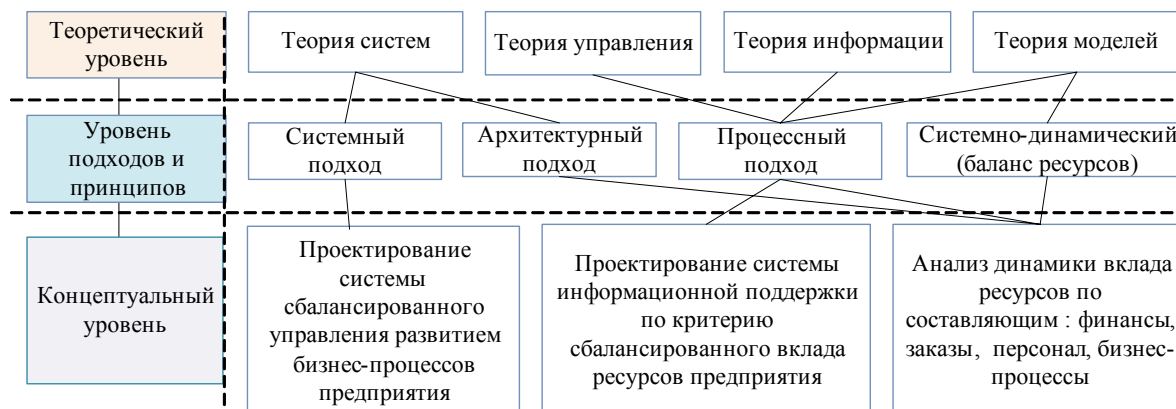 Теоретический
уровень
Теория систем
Теория управления
Теория информации
Теория моделей
Уровень
подходов и
принципов
Системный
подход
Архитектурный
подход
Процессный
подход
Системно-динамический
(баланс ресурсов)
Концептуальный
уровень
Проектирование
системы
сбалансированного
управления развитием
бизнес-процессов
предприятия
Проектирование системы
информационной поддержки
по критерию
сбалансированного вклада
ресурсов предприятия
Анализ динамики вклада
ресурсов по
составляющим : финансы,
заказы, персонал, бизнес-
процессы